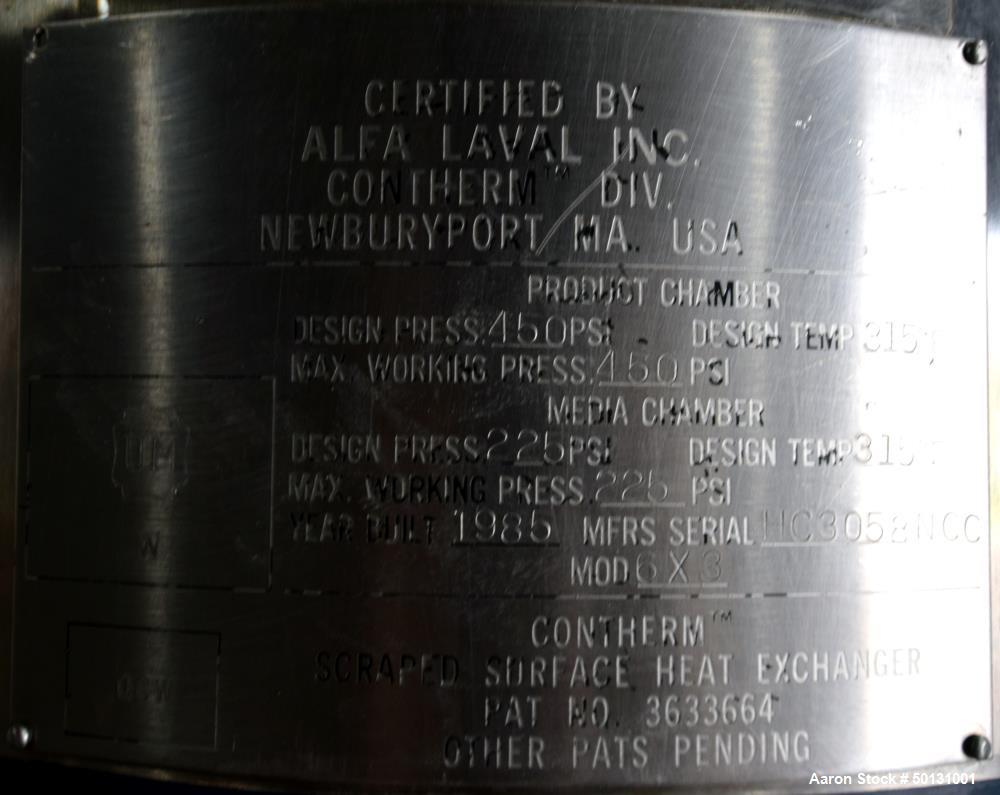 CERTIFIED BY
ALFA LAVAL INC.
CONTHERM™ DIV.
NEWBURYPORT, MA. USA
PRODUCT CHAMBER
DESIGN PRESS. 450 PSI DESIGN TEMP 315
MAX. WORKING PRESS. 450 PSI
MEDIA CHAMBER
DESIGN PRESS. 225 PSI DESIGN TEMP 315
MAX. WORKING PRESS. 225 PSI
YEAR BUILT 1985 MFRS SERIAL HC3058NCC
MOD 6 X 3
UM
W
CONTHERM™
SCRAPED SURFACE HEAT EXCHANGER
PAT NO. 3633664
OTHER PATS PENDING
Aaron Stock # 50131001